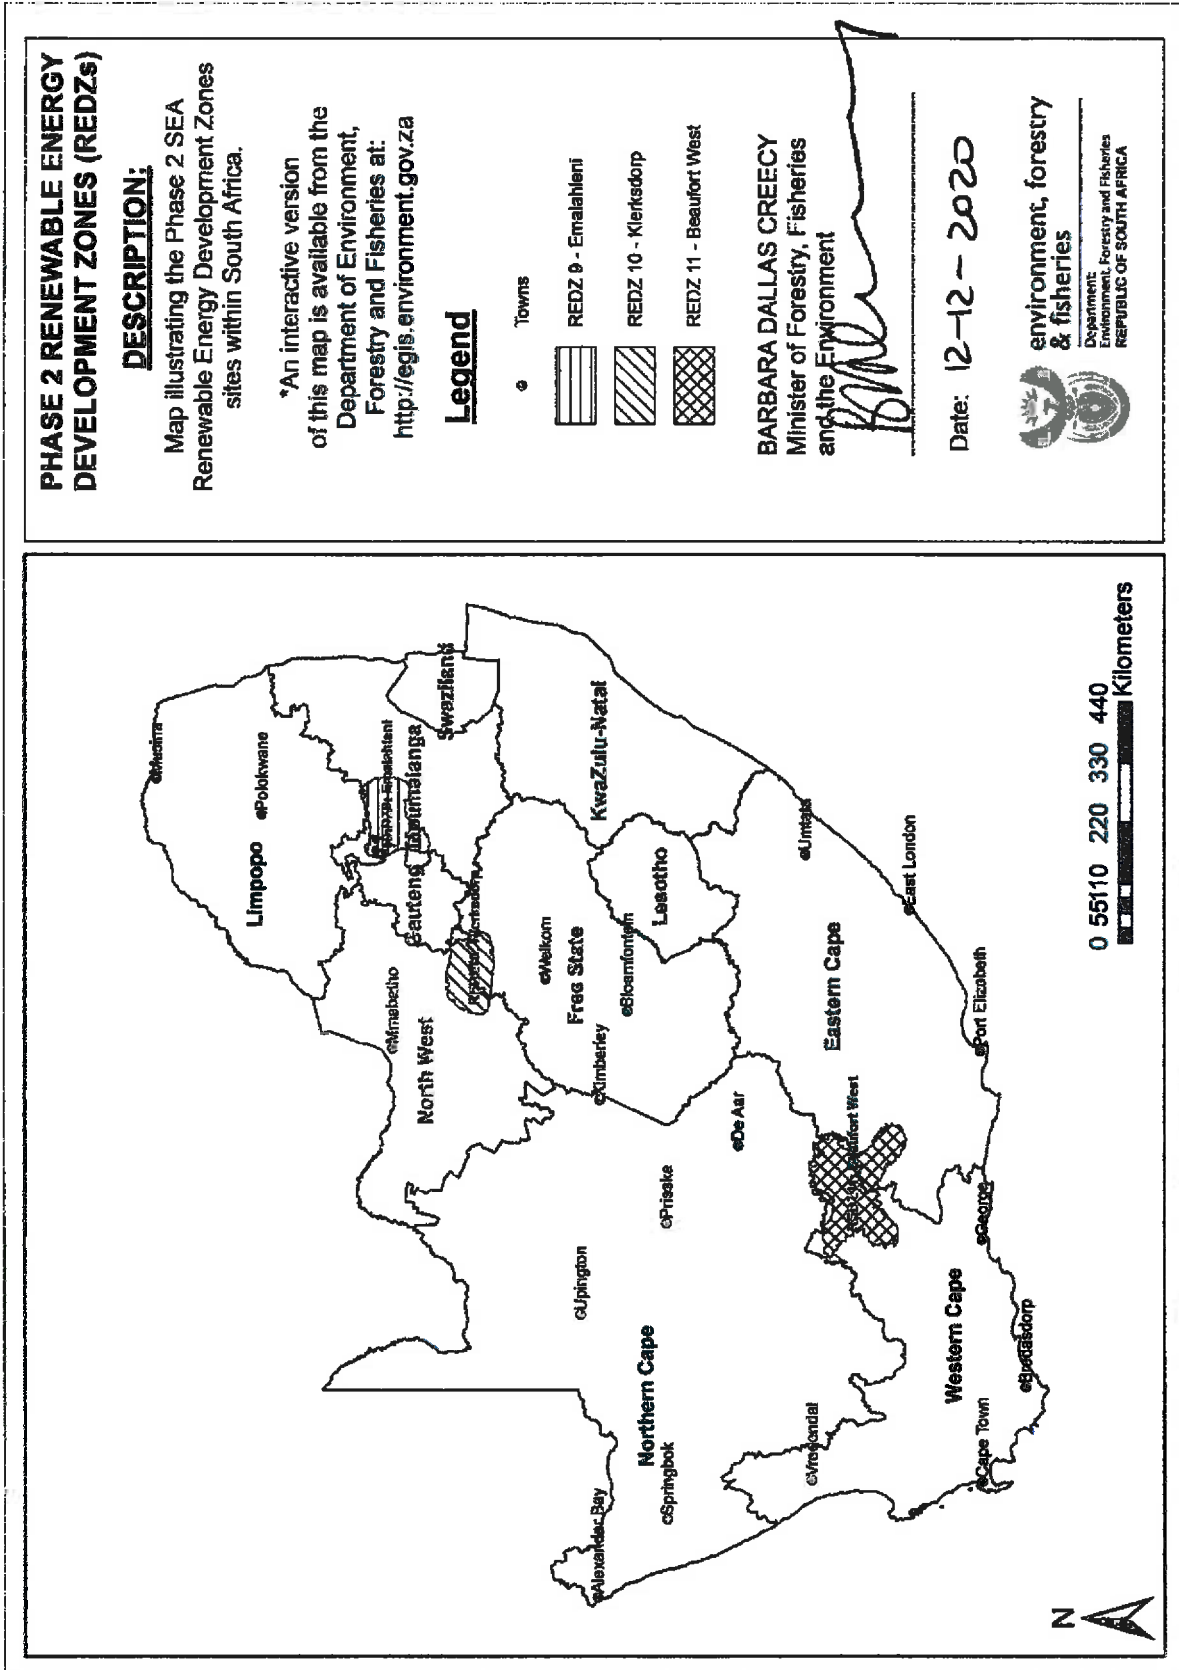 PHASE 2 RENEWABLE ENERGY
DEVELOPMENT ZONES (REDZs)
DESCRIPTION:
Map illustrating the Phase 2 SEA
Renewable Energy Development Zones
sites within South Africa.
*An interactive version
of this map is available from the
Department of Environment,
Forestry and Fisheries at:
http://egis.environment.gov.za
Legend
Towns
REDZ 9 - Emalahleni
REDZ 10 - Klerksdorp
REDZ 11 - Beaufort West
BARBARA DALLAS CREECY
Minister of Forestry, Fisheries
and the Environment
Date: 12-12-2020
environment, forestry
& fisheries
Department:
Environment, Forestry and Fisheries
REPUBLIC OF SOUTH AFRICA
Limpopo
Polokwane
Mpumalanga
Gauteng
Swaziland
Mmabatho
North West
Welkom
Free State
KwaZulu-Natal
Kimberley
Bloemfontein
Lesotho
Upington
Alexander Bay
Springbok
Northern Cape
Prieska
De Aar
Umtata
Vredendal
Eastern Cape
Beaufort West
East London
Western Cape
Cape Town
George
Port Elizabeth
Bredasdorp
N
0 55110 220 330 440
Kilometers